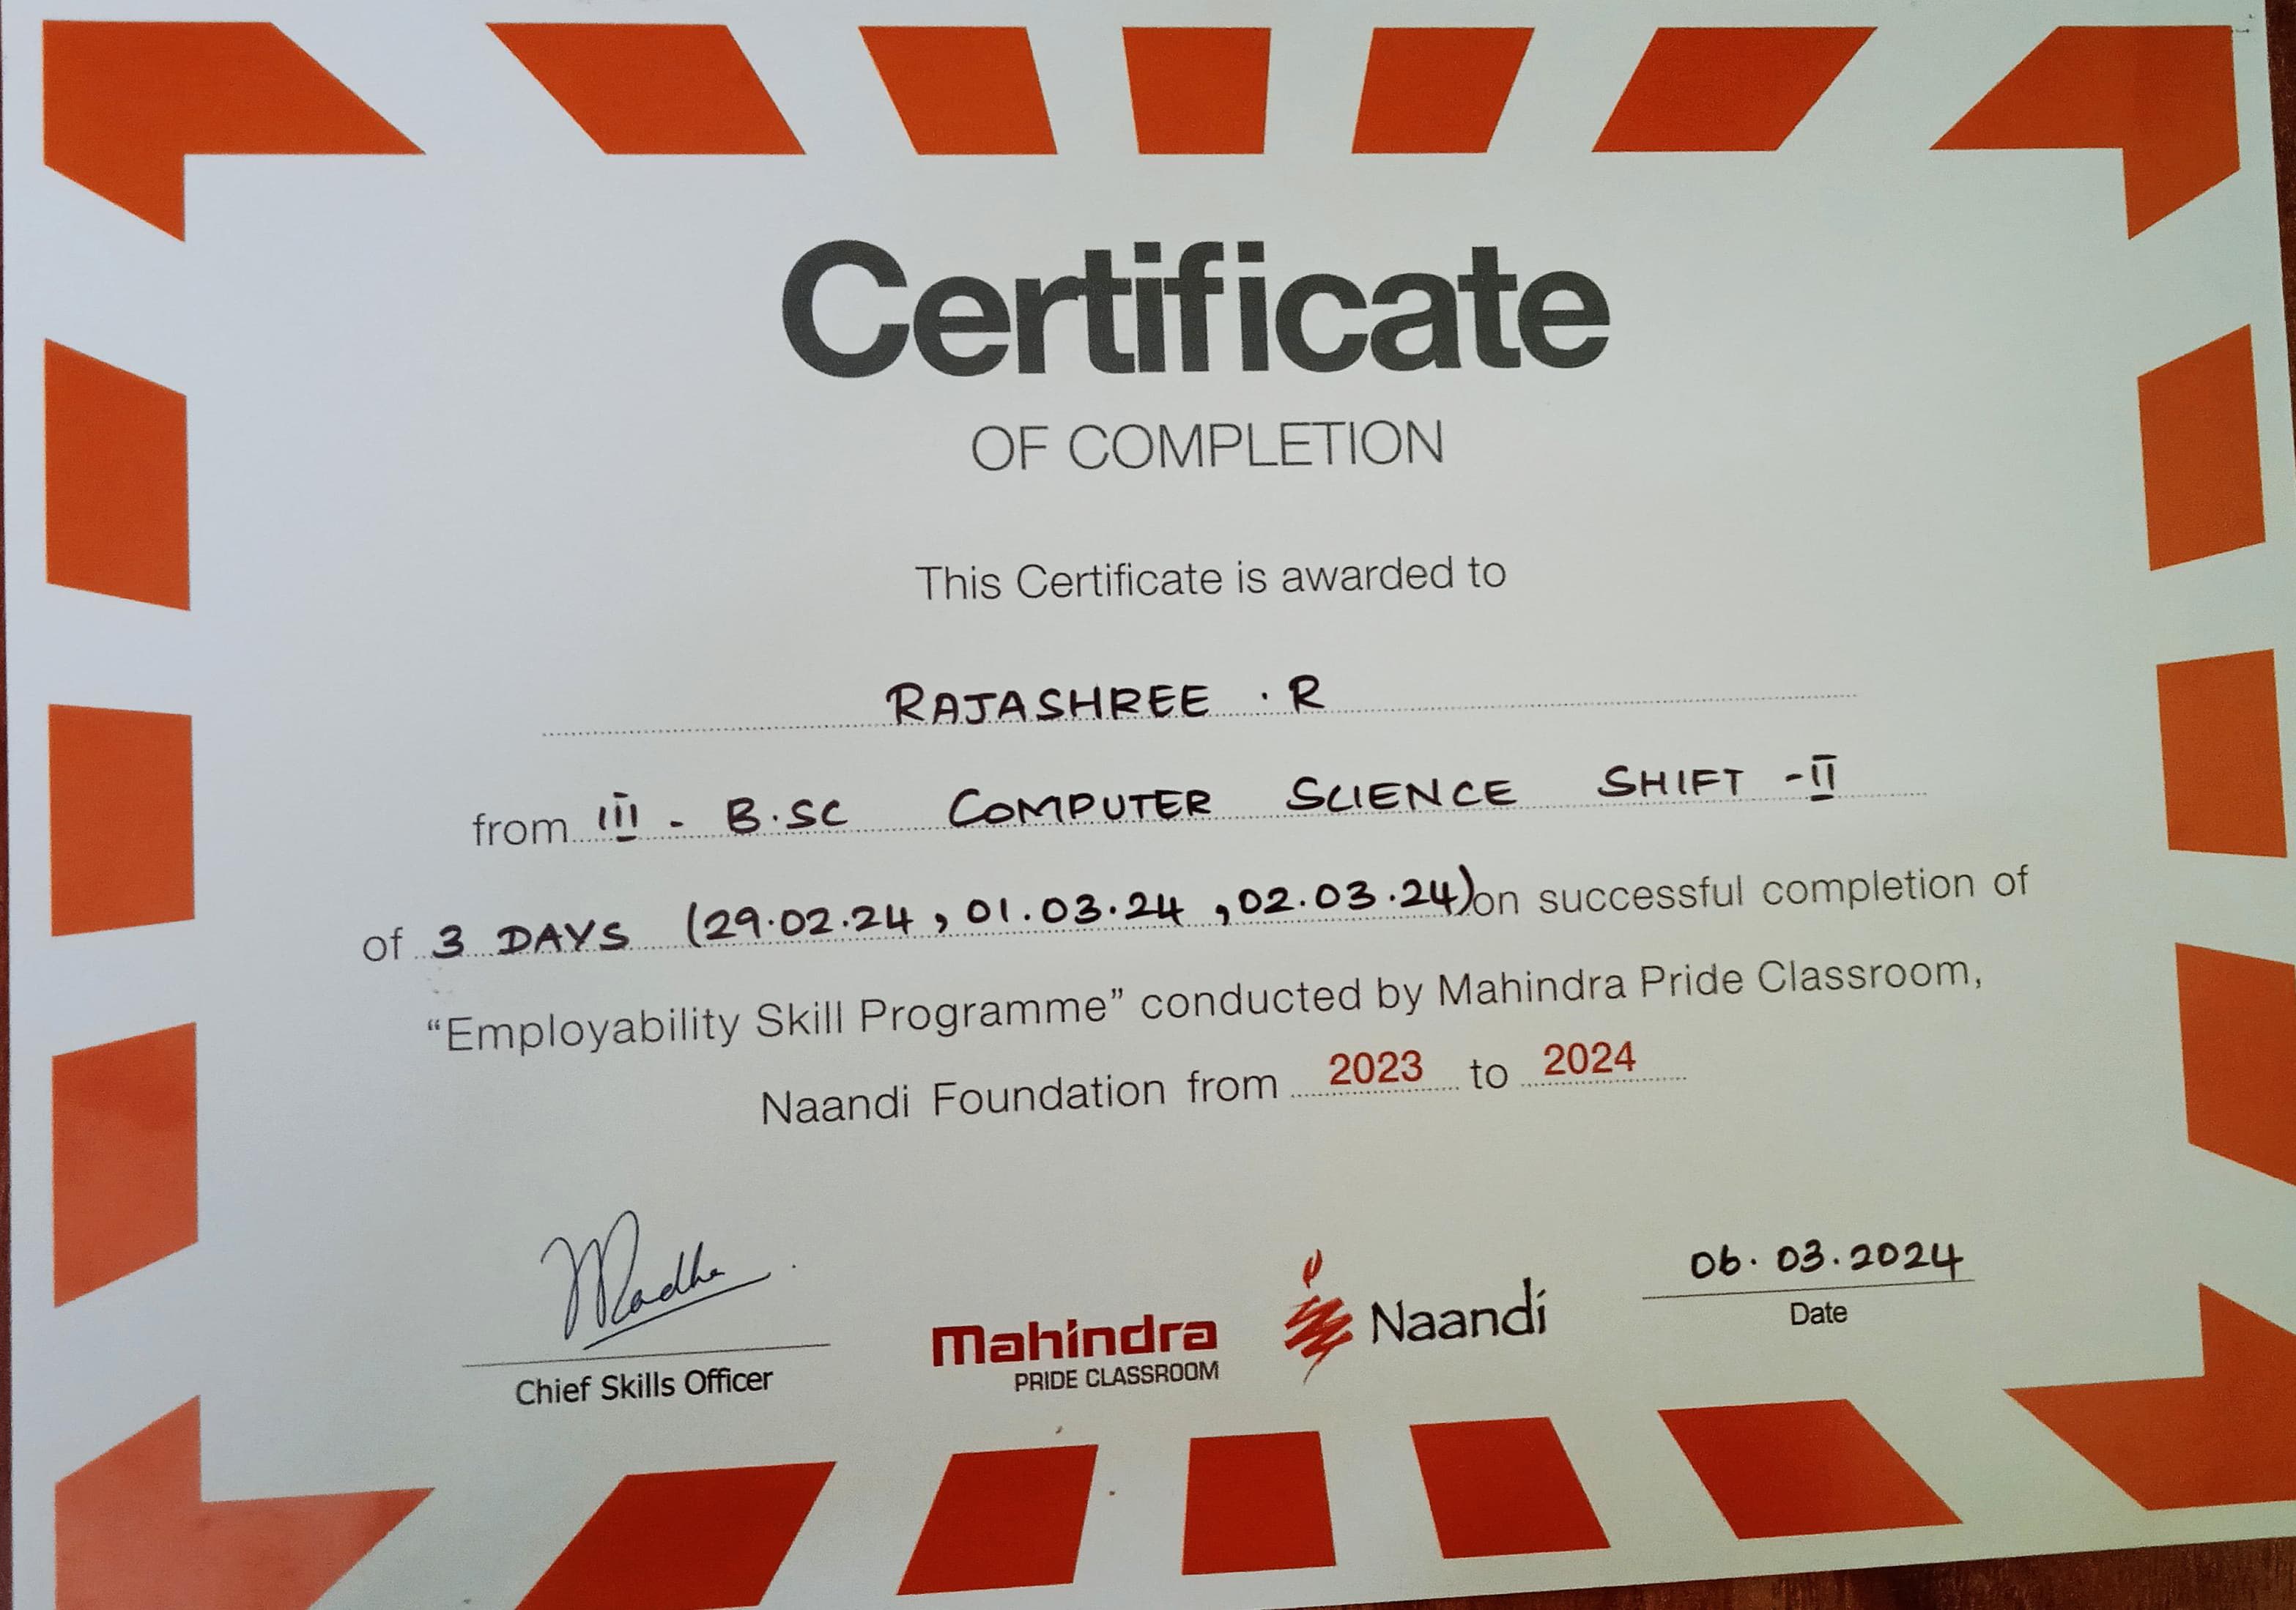 Certificate
OF COMPLETION
This Certificate is awarded to
RAJASHREE . R
from III - B.SC COMPUTER SCIENCE SHIFT - II
of 3 DAYS (29.02.24 , 01.03.24 , 02.03.24) on successful completion of
“Employability Skill Programme” conducted by Mahindra Pride Classroom,
Naandi Foundation from 2023 to 2024
Madha .
Chief Skills Officer
Mahindra
PRIDE CLASSROOM
Naandi
06.03.2024
Date